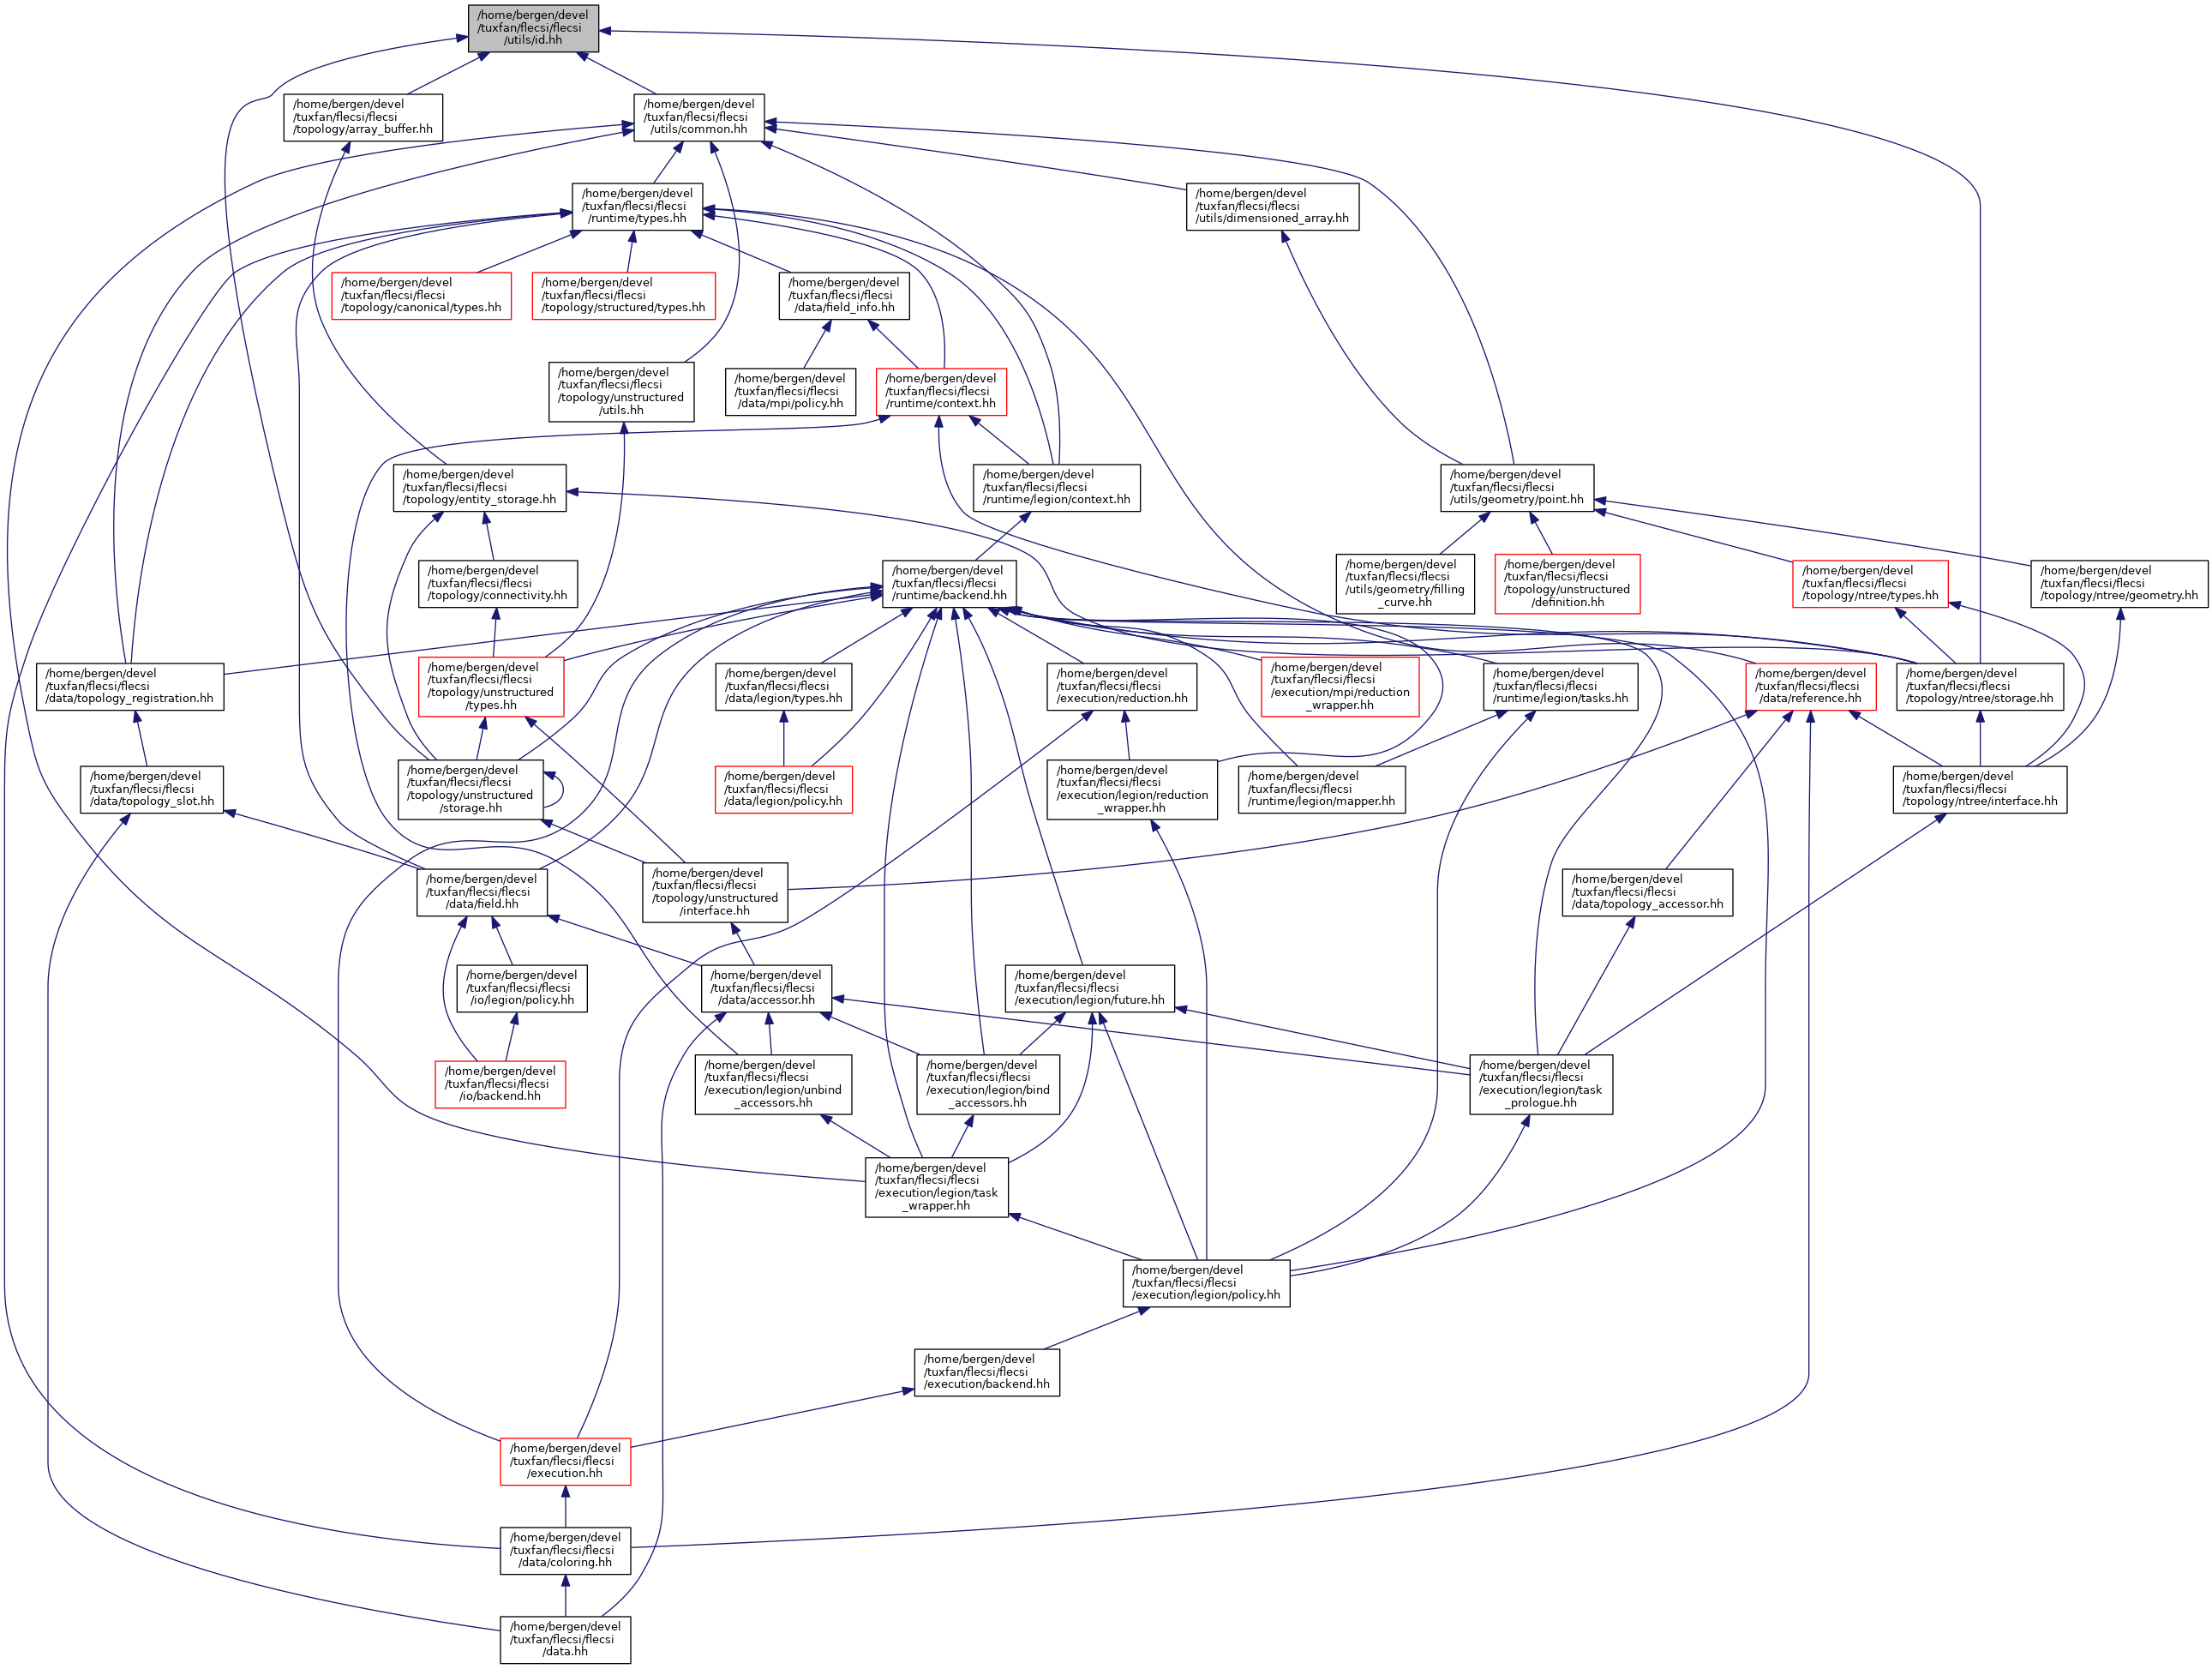 /home/bergen/devel
/tuxfan/flecsi/flecsi
/utils/id.hh
/home/bergen/devel
/tuxfan/flecsi/flecsi
/topology/array_buffer.hh
/home/bergen/devel
/tuxfan/flecsi/flecsi
/utils/common.hh
/home/bergen/devel
/tuxfan/flecsi/flecsi
/runtime/types.hh
/home/bergen/devel
/tuxfan/flecsi/flecsi
/utils/dimensioned_array.hh
/home/bergen/devel
/tuxfan/flecsi/flecsi
/topology/canonical/types.hh
/home/bergen/devel
/tuxfan/flecsi/flecsi
/topology/structured/types.hh
/home/bergen/devel
/tuxfan/flecsi/flecsi
/data/field_info.hh
/home/bergen/devel
/tuxfan/flecsi/flecsi
/topology/unstructured
/utils.hh
/home/bergen/devel
/tuxfan/flecsi/flecsi
/data/mpi/policy.hh
/home/bergen/devel
/tuxfan/flecsi/flecsi
/runtime/context.hh
/home/bergen/devel
/tuxfan/flecsi/flecsi
/topology/entity_storage.hh
/home/bergen/devel
/tuxfan/flecsi/flecsi
/runtime/legion/context.hh
/home/bergen/devel
/tuxfan/flecsi/flecsi
/utils/geometry/point.hh
/home/bergen/devel
/tuxfan/flecsi/flecsi
/topology/connectivity.hh
/home/bergen/devel
/tuxfan/flecsi/flecsi
/runtime/backend.hh
/home/bergen/devel
/tuxfan/flecsi/flecsi
/utils/geometry/filling
_curve.hh
/home/bergen/devel
/tuxfan/flecsi/flecsi
/topology/unstructured
/definition.hh
/home/bergen/devel
/tuxfan/flecsi/flecsi
/topology/ntree/types.hh
/home/bergen/devel
/tuxfan/flecsi/flecsi
/topology/ntree/geometry.hh
/home/bergen/devel
/tuxfan/flecsi/flecsi
/data/topology_registration.hh
/home/bergen/devel
/tuxfan/flecsi/flecsi
/topology/unstructured
/types.hh
/home/bergen/devel
/tuxfan/flecsi/flecsi
/data/legion/types.hh
/home/bergen/devel
/tuxfan/flecsi/flecsi
/execution/reduction.hh
/home/bergen/devel
/tuxfan/flecsi/flecsi
/execution/mpi/reduction
_wrapper.hh
/home/bergen/devel
/tuxfan/flecsi/flecsi
/runtime/legion/tasks.hh
/home/bergen/devel
/tuxfan/flecsi/flecsi
/data/reference.hh
/home/bergen/devel
/tuxfan/flecsi/flecsi
/topology/ntree/storage.hh
/home/bergen/devel
/tuxfan/flecsi/flecsi
/data/topology_slot.hh
/home/bergen/devel
/tuxfan/flecsi/flecsi
/topology/unstructured
/storage.hh
/home/bergen/devel
/tuxfan/flecsi/flecsi
/data/legion/policy.hh
/home/bergen/devel
/tuxfan/flecsi/flecsi
/execution/legion/reduction
_wrapper.hh
/home/bergen/devel
/tuxfan/flecsi/flecsi
/runtime/legion/mapper.hh
/home/bergen/devel
/tuxfan/flecsi/flecsi
/topology/ntree/interface.hh
/home/bergen/devel
/tuxfan/flecsi/flecsi
/data/field.hh
/home/bergen/devel
/tuxfan/flecsi/flecsi
/topology/unstructured
/interface.hh
/home/bergen/devel
/tuxfan/flecsi/flecsi
/data/topology_accessor.hh
/home/bergen/devel
/tuxfan/flecsi/flecsi
/io/legion/policy.hh
/home/bergen/devel
/tuxfan/flecsi/flecsi
/data/accessor.hh
/home/bergen/devel
/tuxfan/flecsi/flecsi
/execution/legion/future.hh
/home/bergen/devel
/tuxfan/flecsi/flecsi
/io/backend.hh
/home/bergen/devel
/tuxfan/flecsi/flecsi
/execution/legion/unbind
_accessors.hh
/home/bergen/devel
/tuxfan/flecsi/flecsi
/execution/legion/bind
_accessors.hh
/home/bergen/devel
/tuxfan/flecsi/flecsi
/execution/legion/task
_prologue.hh
/home/bergen/devel
/tuxfan/flecsi/flecsi
/execution/legion/task
_wrapper.hh
/home/bergen/devel
/tuxfan/flecsi/flecsi
/execution/legion/policy.hh
/home/bergen/devel
/tuxfan/flecsi/flecsi
/execution/backend.hh
/home/bergen/devel
/tuxfan/flecsi/flecsi
/execution.hh
/home/bergen/devel
/tuxfan/flecsi/flecsi
/data/coloring.hh
/home/bergen/devel
/tuxfan/flecsi/flecsi
/data.hh